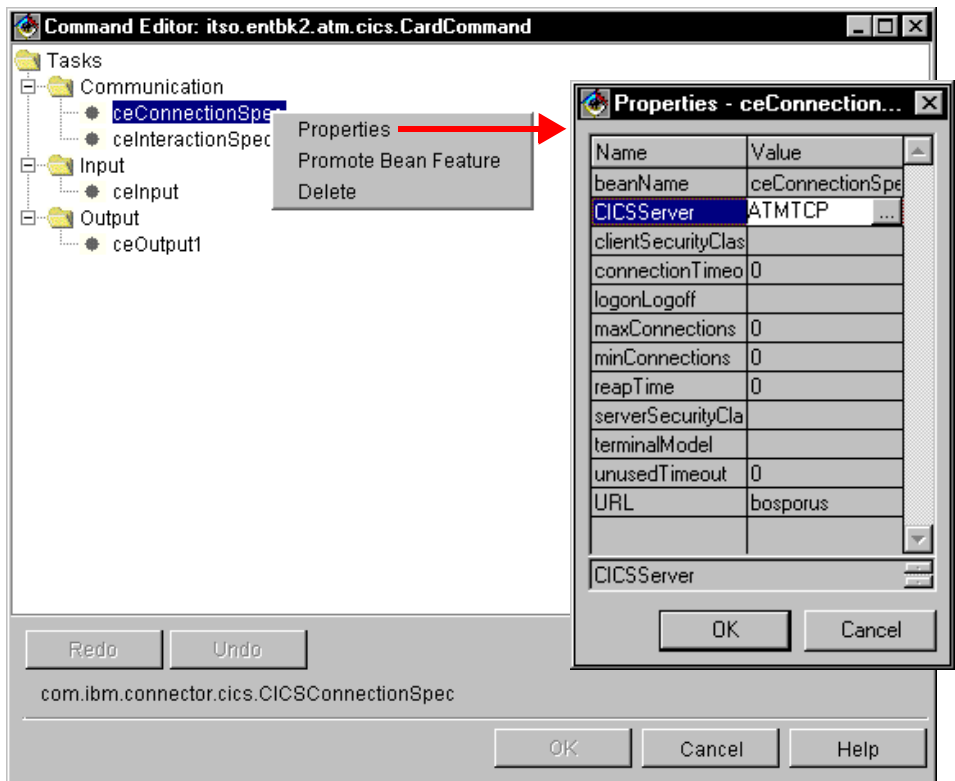 Command Editor: itso.entbk2.atm.cics.CardCommand
Tasks
Communication
ceConnectionSpec
ceInteractionSpec
Input
ceInput
Output
ceOutput1
Properties
Promote Bean Feature
Delete
Properties - ceConnection...
Name Value
beanName ceConnectionSpe
CICSServer ATMTCP ...
clientSecurityClas
connectionTimeo 0
logonLogoff
maxConnections 0
minConnections 0
reapTime 0
serverSecurityCla
terminalModel
unusedTimeout 0
URL bosporus
CICSServer
OK Cancel
Redo Undo
com.ibm.connector.cics.CICSConnectionSpec
OK Cancel Help